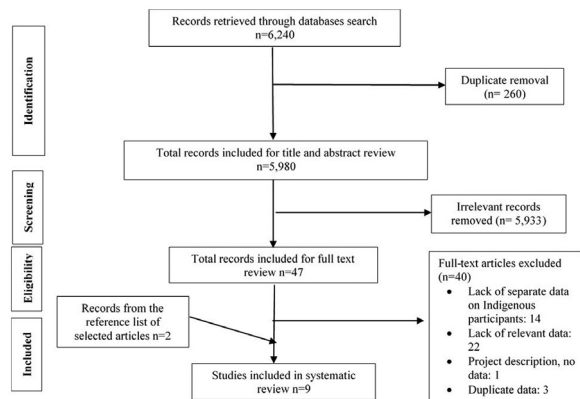 Records retrieved through databases search
n=6,240
Identification
Duplicate removal
(n= 260)
Total records included for title and abstract review
n=5,980
Screening
Irrelevant records
removed (n= 5,933)
Eligibility
Total records included for full text
review n=47
Full-text articles excluded
(n=40)
• Lack of separate data
on Indigenous
participants: 14
• Lack of relevant data:
22
• Project description, no
data: 1
• Duplicate data: 3
Records from the
reference list of
selected articles n=2
Included
Studies included in systematic
review n=9